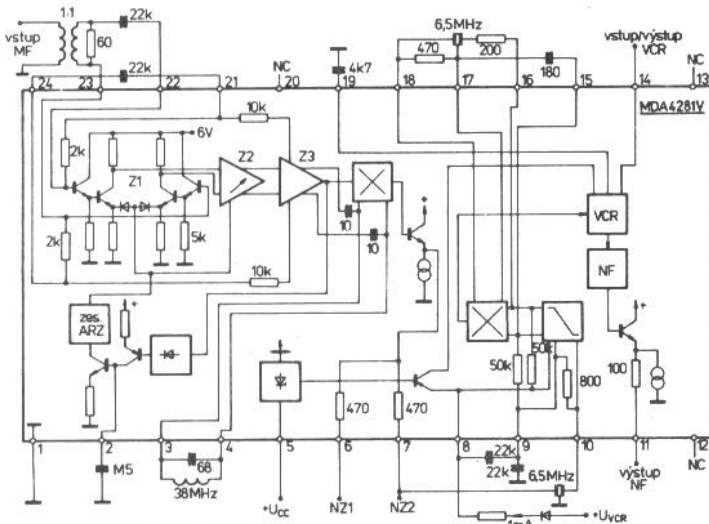 1:1
22k
vstup
MF
60
22k
6,5MHz
470
200
180
4k7
vstup/výstup
VCR
NC
24
23
22
21
20
NC
19
18
17
16
15
14
13
MDA4281V
10k
6V
2k
Z1
Z2
Z3
10
10
5k
2k
10k
zes.
ARZ
+
+
VCR
NF
+
50k
50k
800
100
470
470
1
2
3
4
5
6
7
8
9
10
11
12
M5
68
38MHz
+UCC
NZ1
NZ2
22k
22k
6,5MHz
+UVCR
výstup
NF
NC